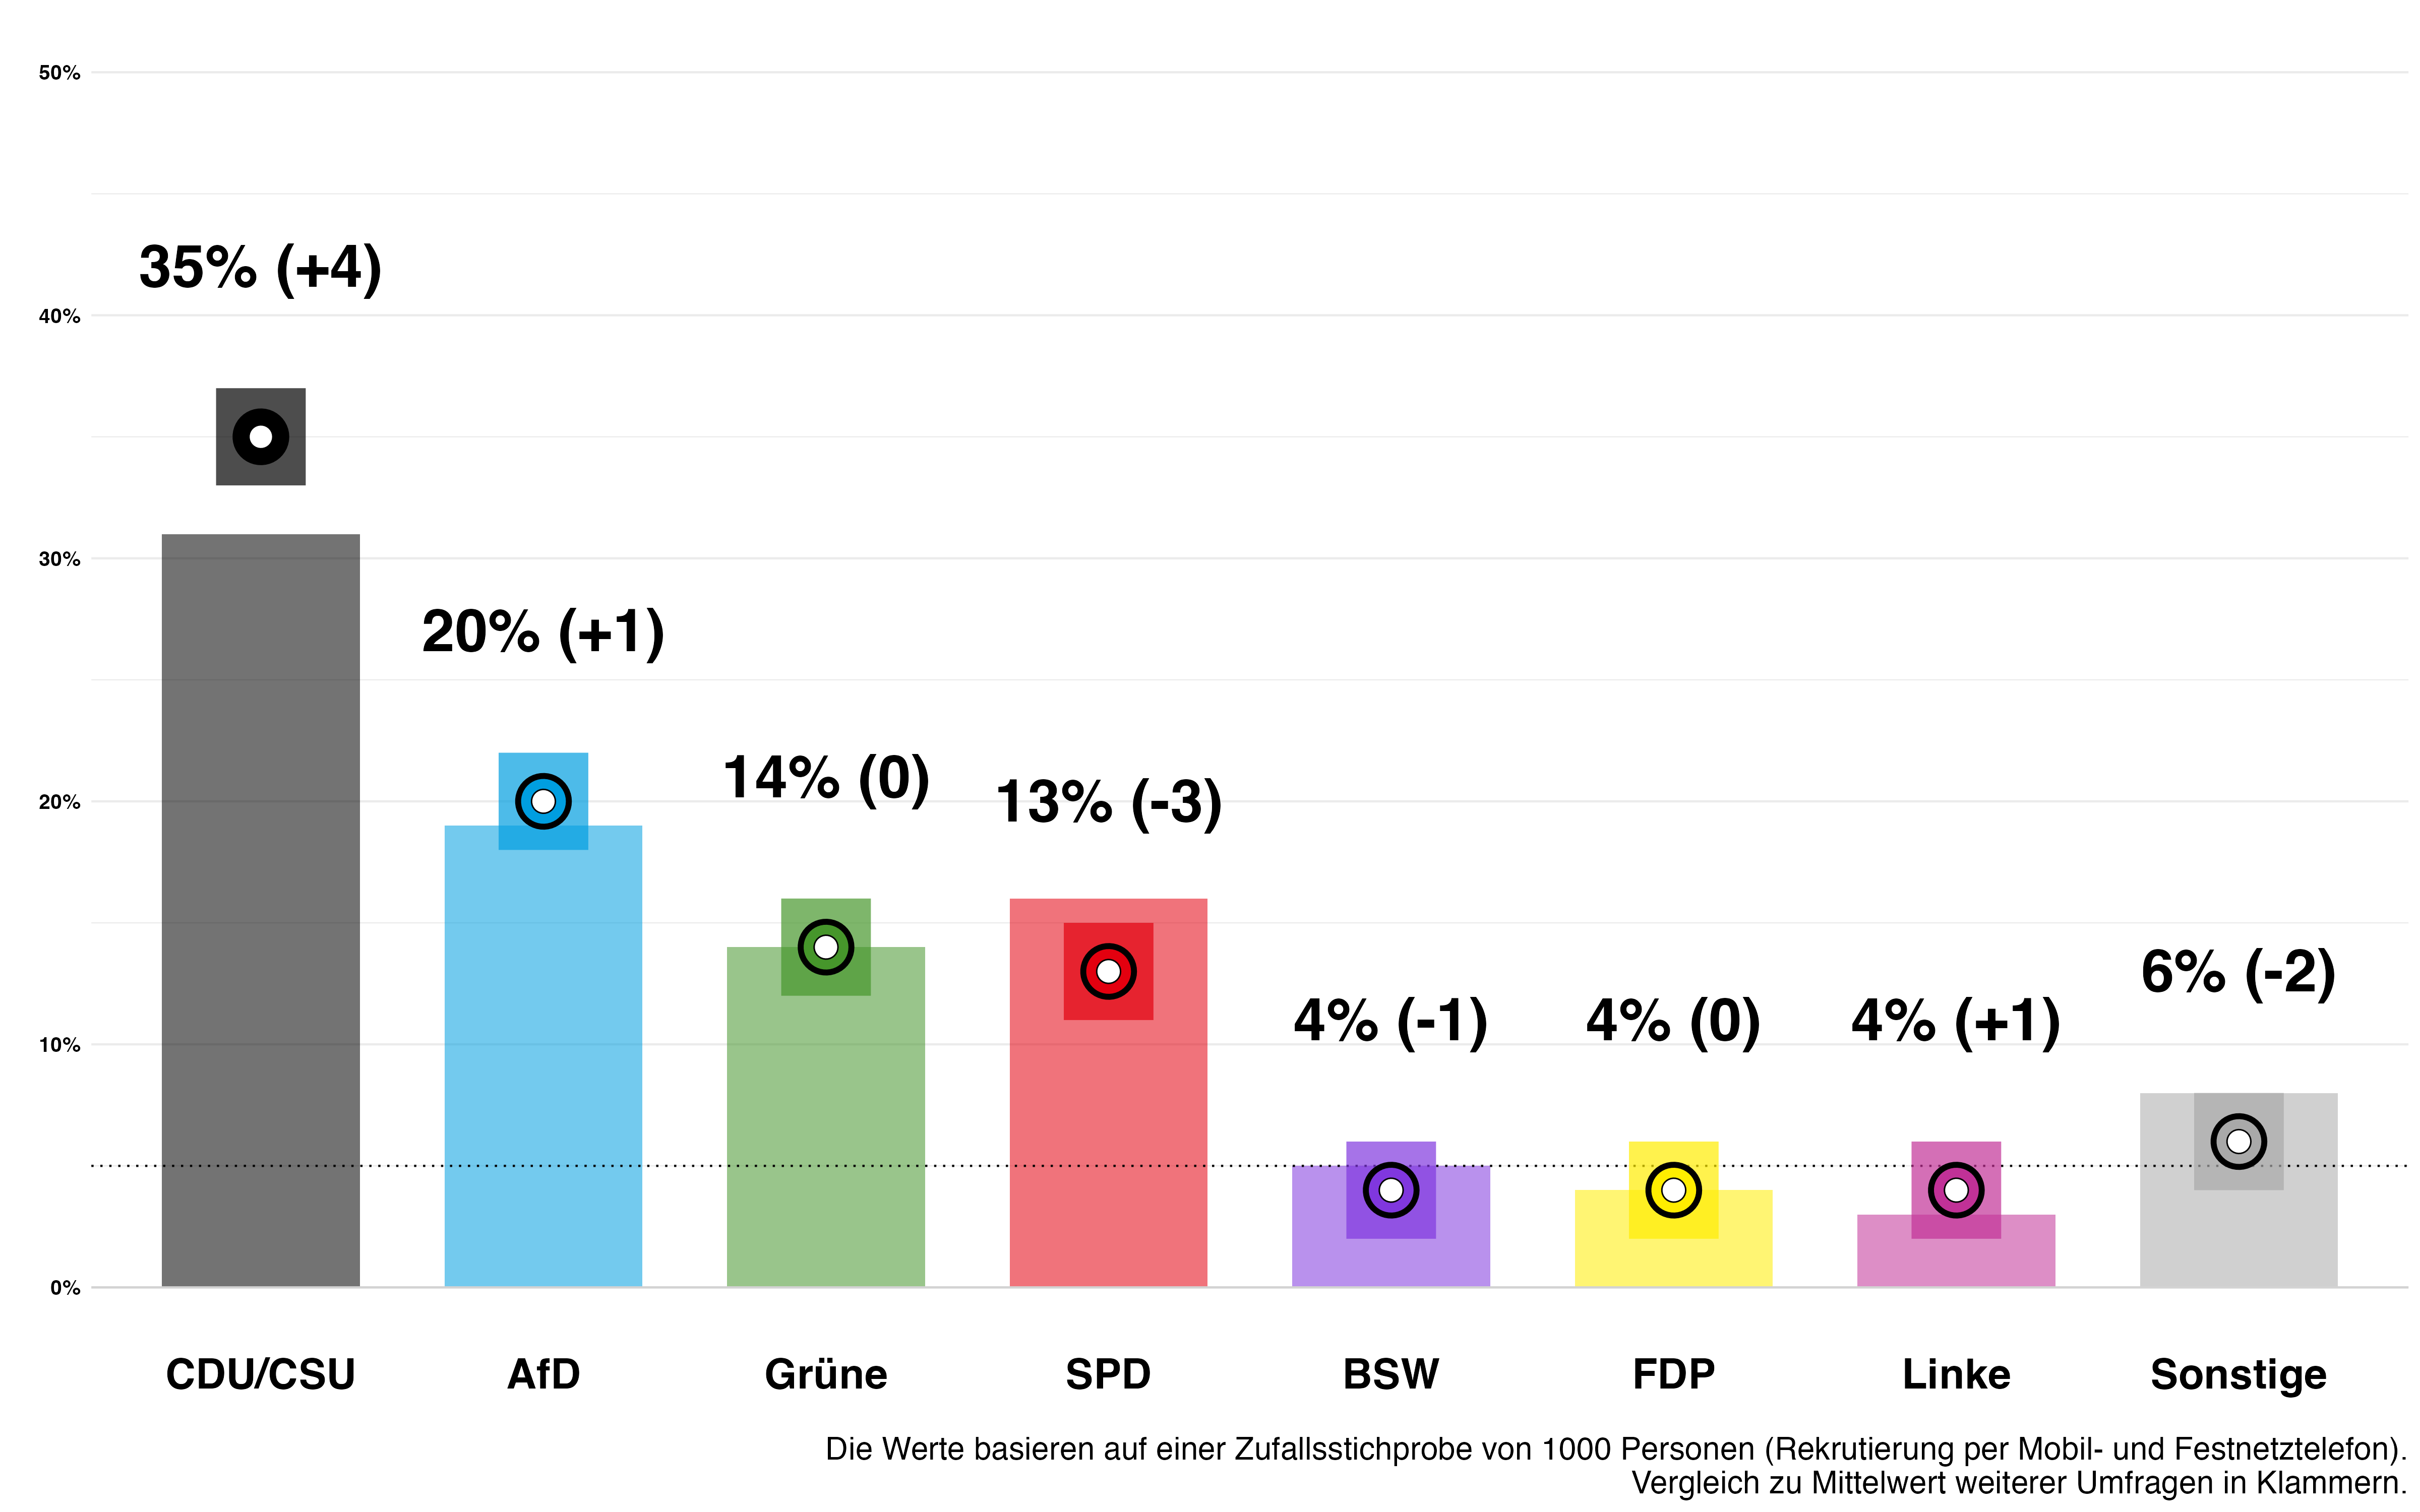 50%
40%
30%
20%
10%
0%
35% (+4)
20% (+1)
14% (0)
13% (-3)
4% (-1)
4% (0)
4% (+1)
6% (-2)
CDU/CSU
AfD
Grüne
SPD
BSW
FDP
Linke
Sonstige
Die Werte basieren auf einer Zufallsstichprobe von 1000 Personen (Rekrutierung per Mobil- und Festnetztelefon).
Vergleich zu Mittelwert weiterer Umfragen in Klammern.